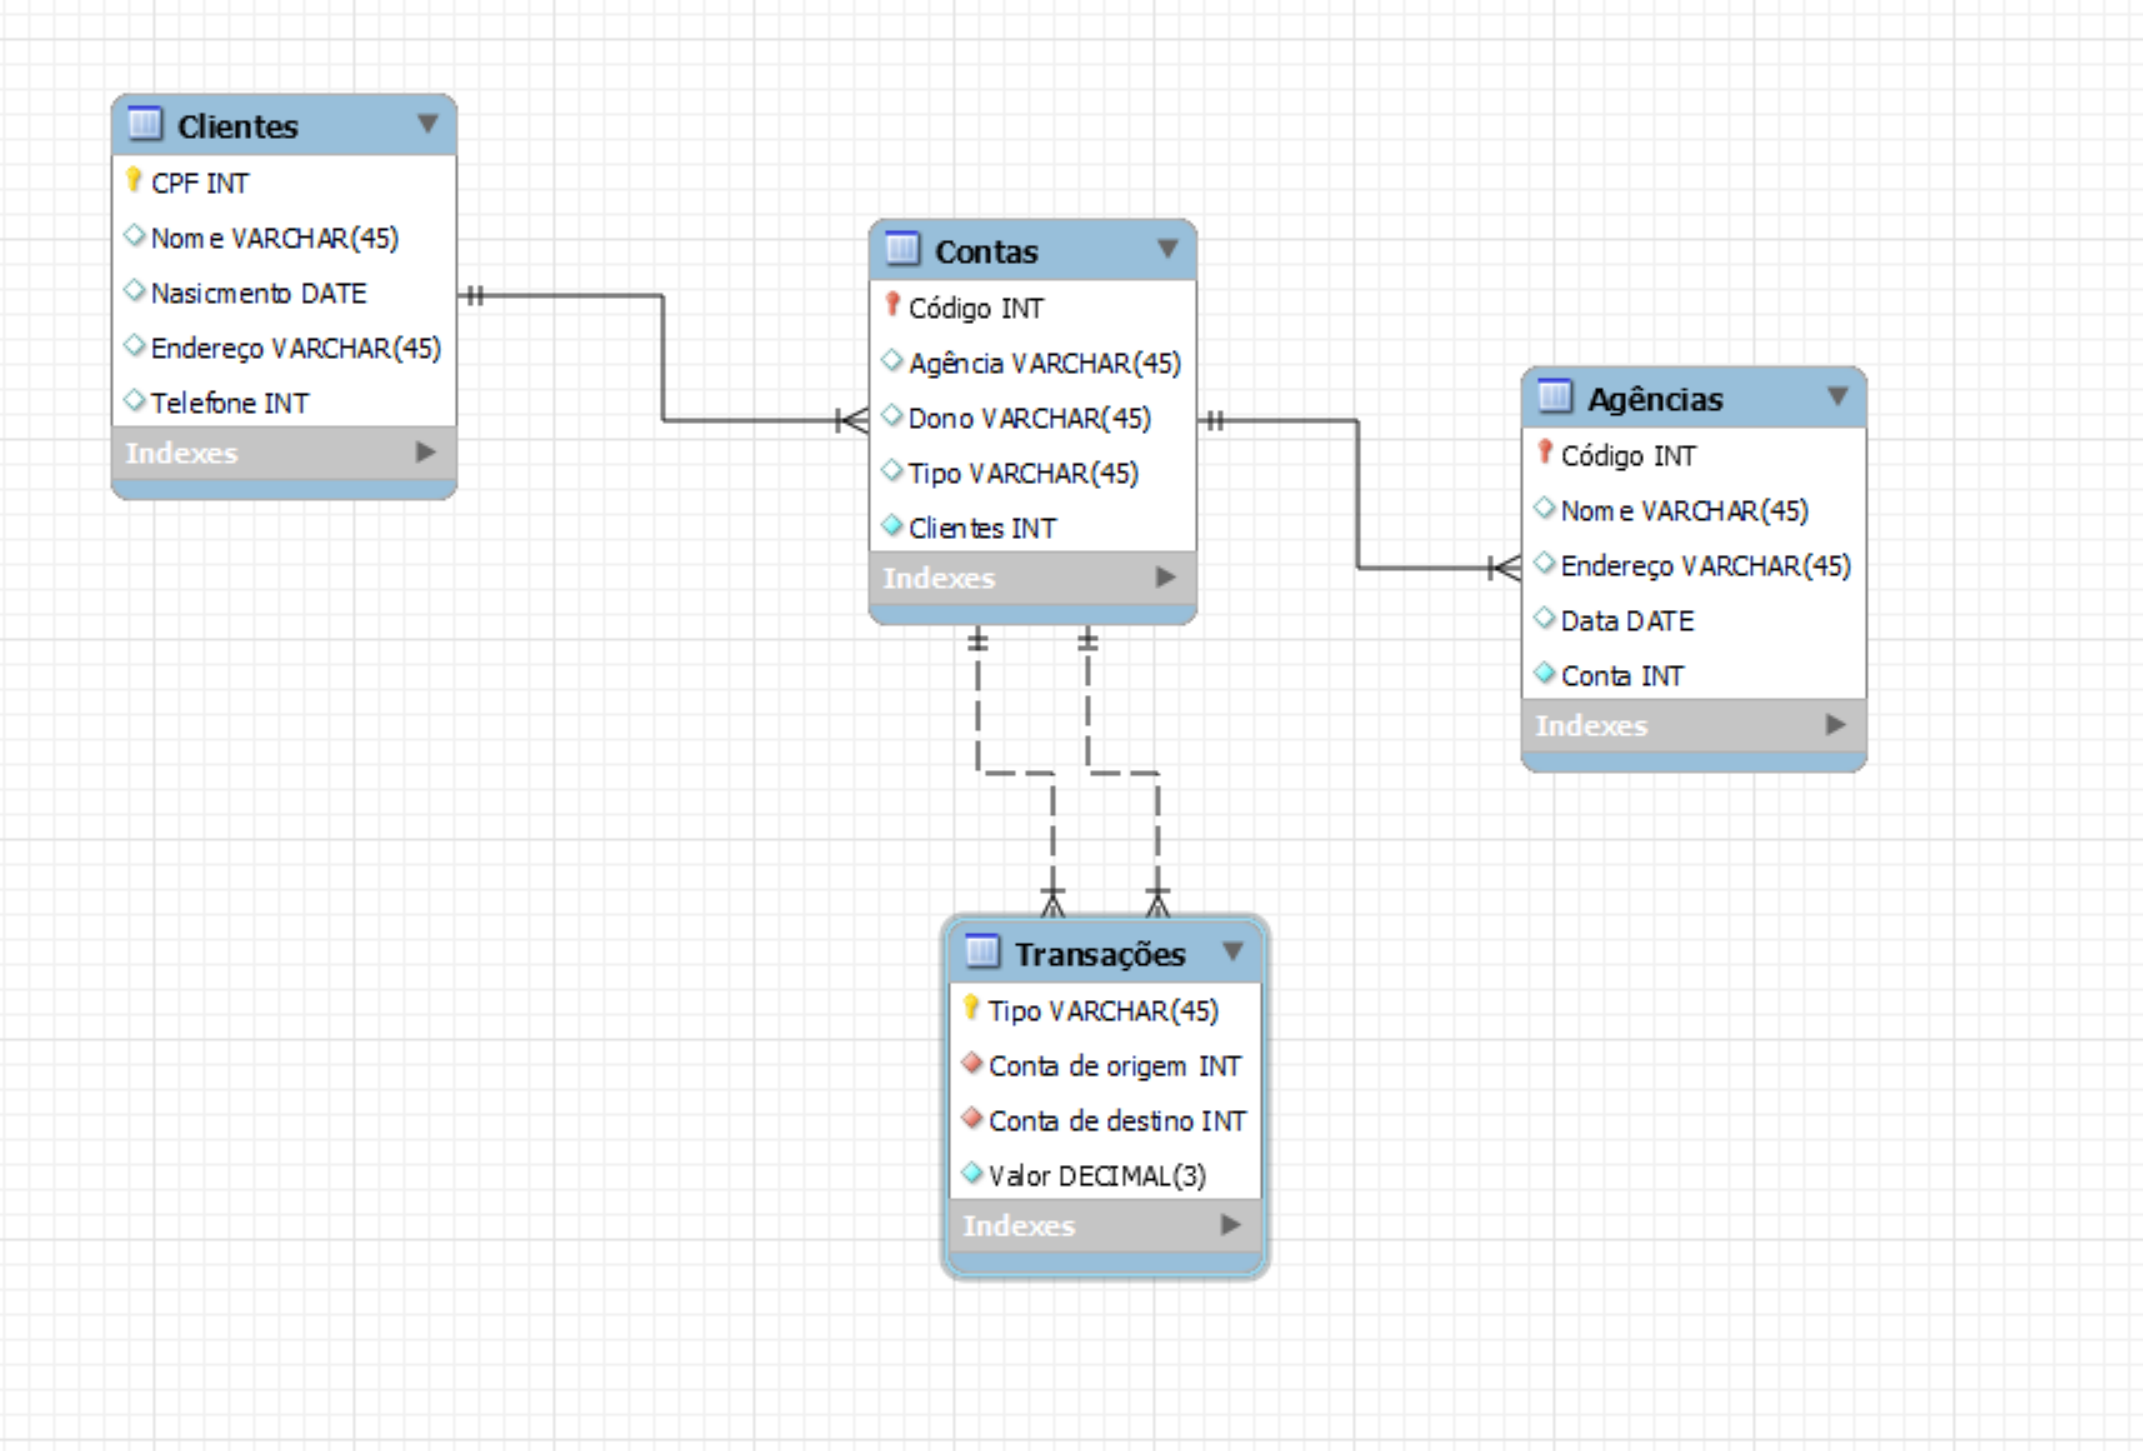 Clientes
CPF INT
Nome VARCHAR(45)
Nasicmento DATE
Endereço VARCHAR(45)
Telefone INT
Indexes
Contas
Código INT
Agência VARCHAR(45)
Dono VARCHAR(45)
Tipo VARCHAR(45)
Clientes INT
Indexes
Agências
Código INT
Nome VARCHAR(45)
Endereço VARCHAR(45)
Data DATE
Conta INT
Indexes
Transações
Tipo VARCHAR(45)
Conta de origem INT
Conta de destino INT
Valor DECIMAL(3)
Indexes